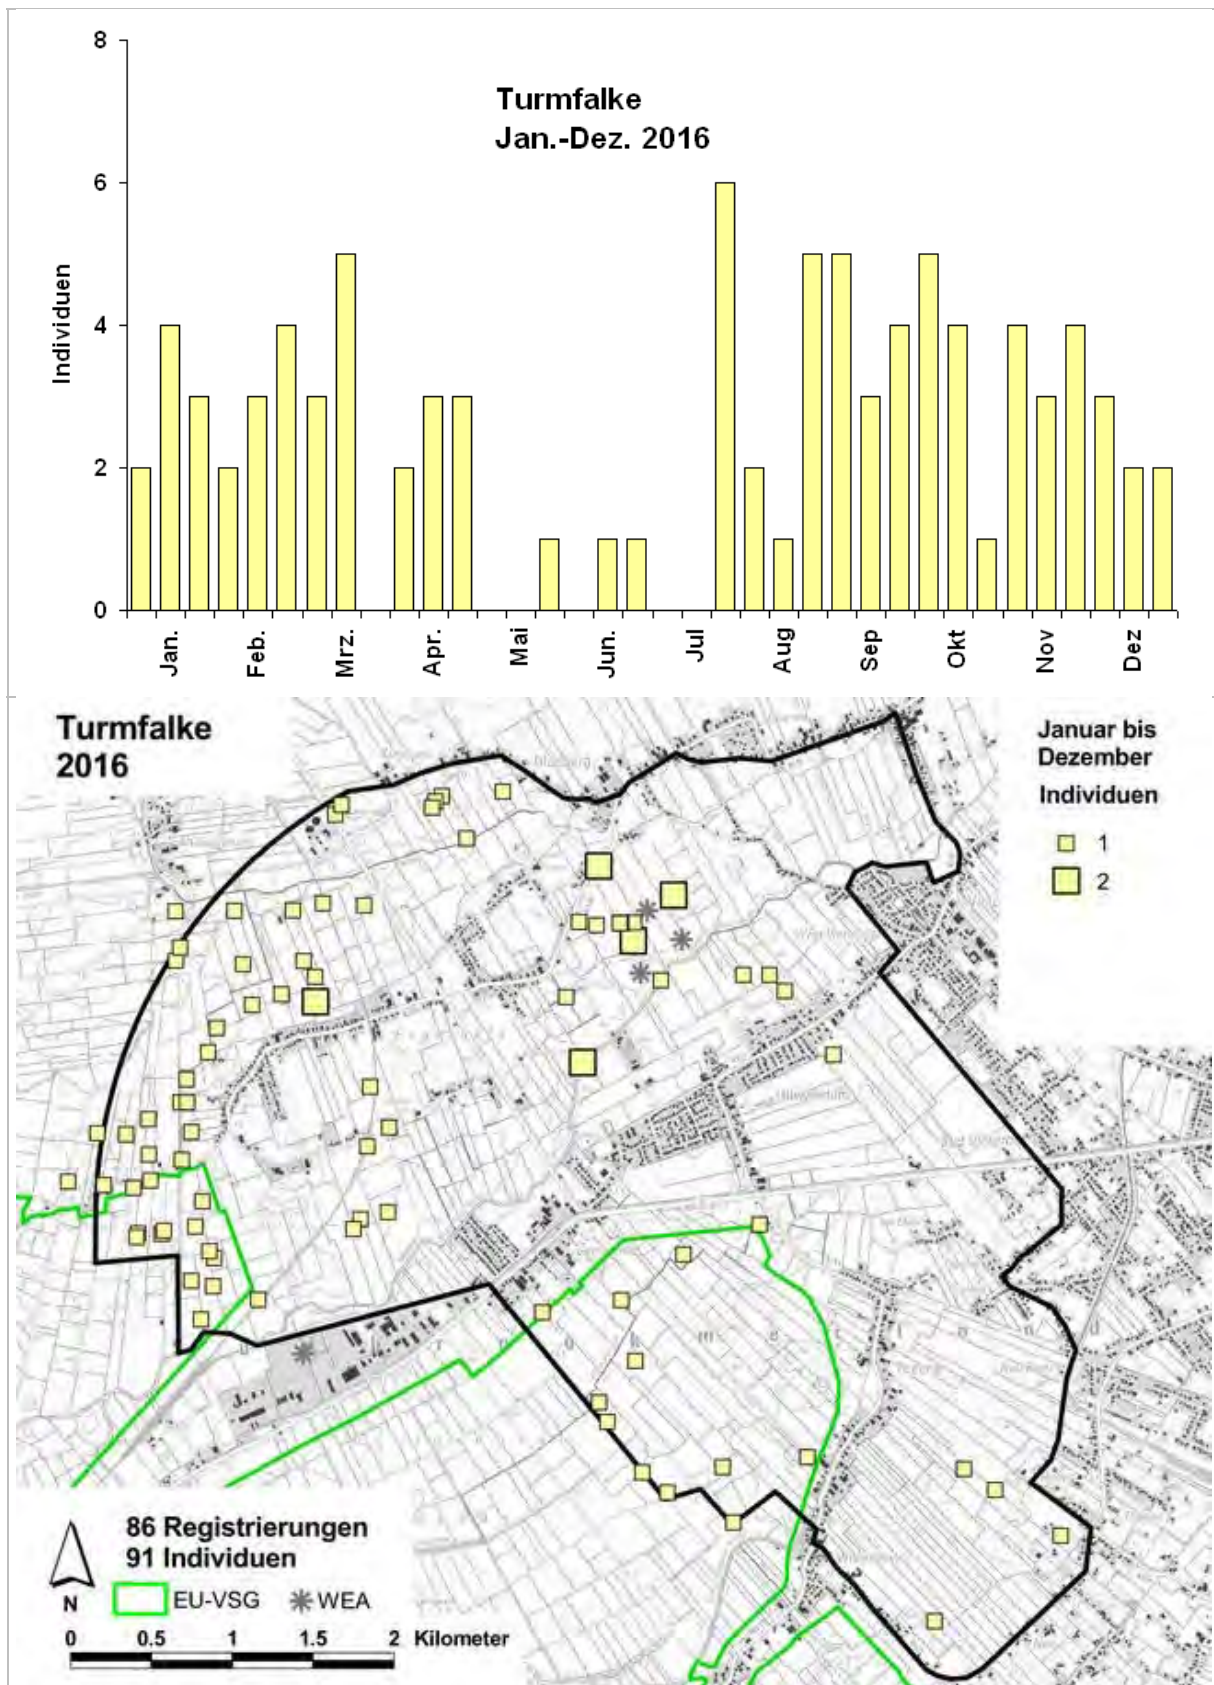 8
Turmfalke
Jan.-Dez. 2016
6
Individuen
4
2
0
Jan.
Feb.
Mrz.
Apr.
Mai
Jun.
Jul
Aug
Sep
Okt
Nov
Dez
Turmfalke
2016
Januar bis
Dezember
Individuen
1
2
86 Registrierungen
91 Individuen
N
EU-VSG
WEA
0 0.5 1 1.5 2 Kilometer